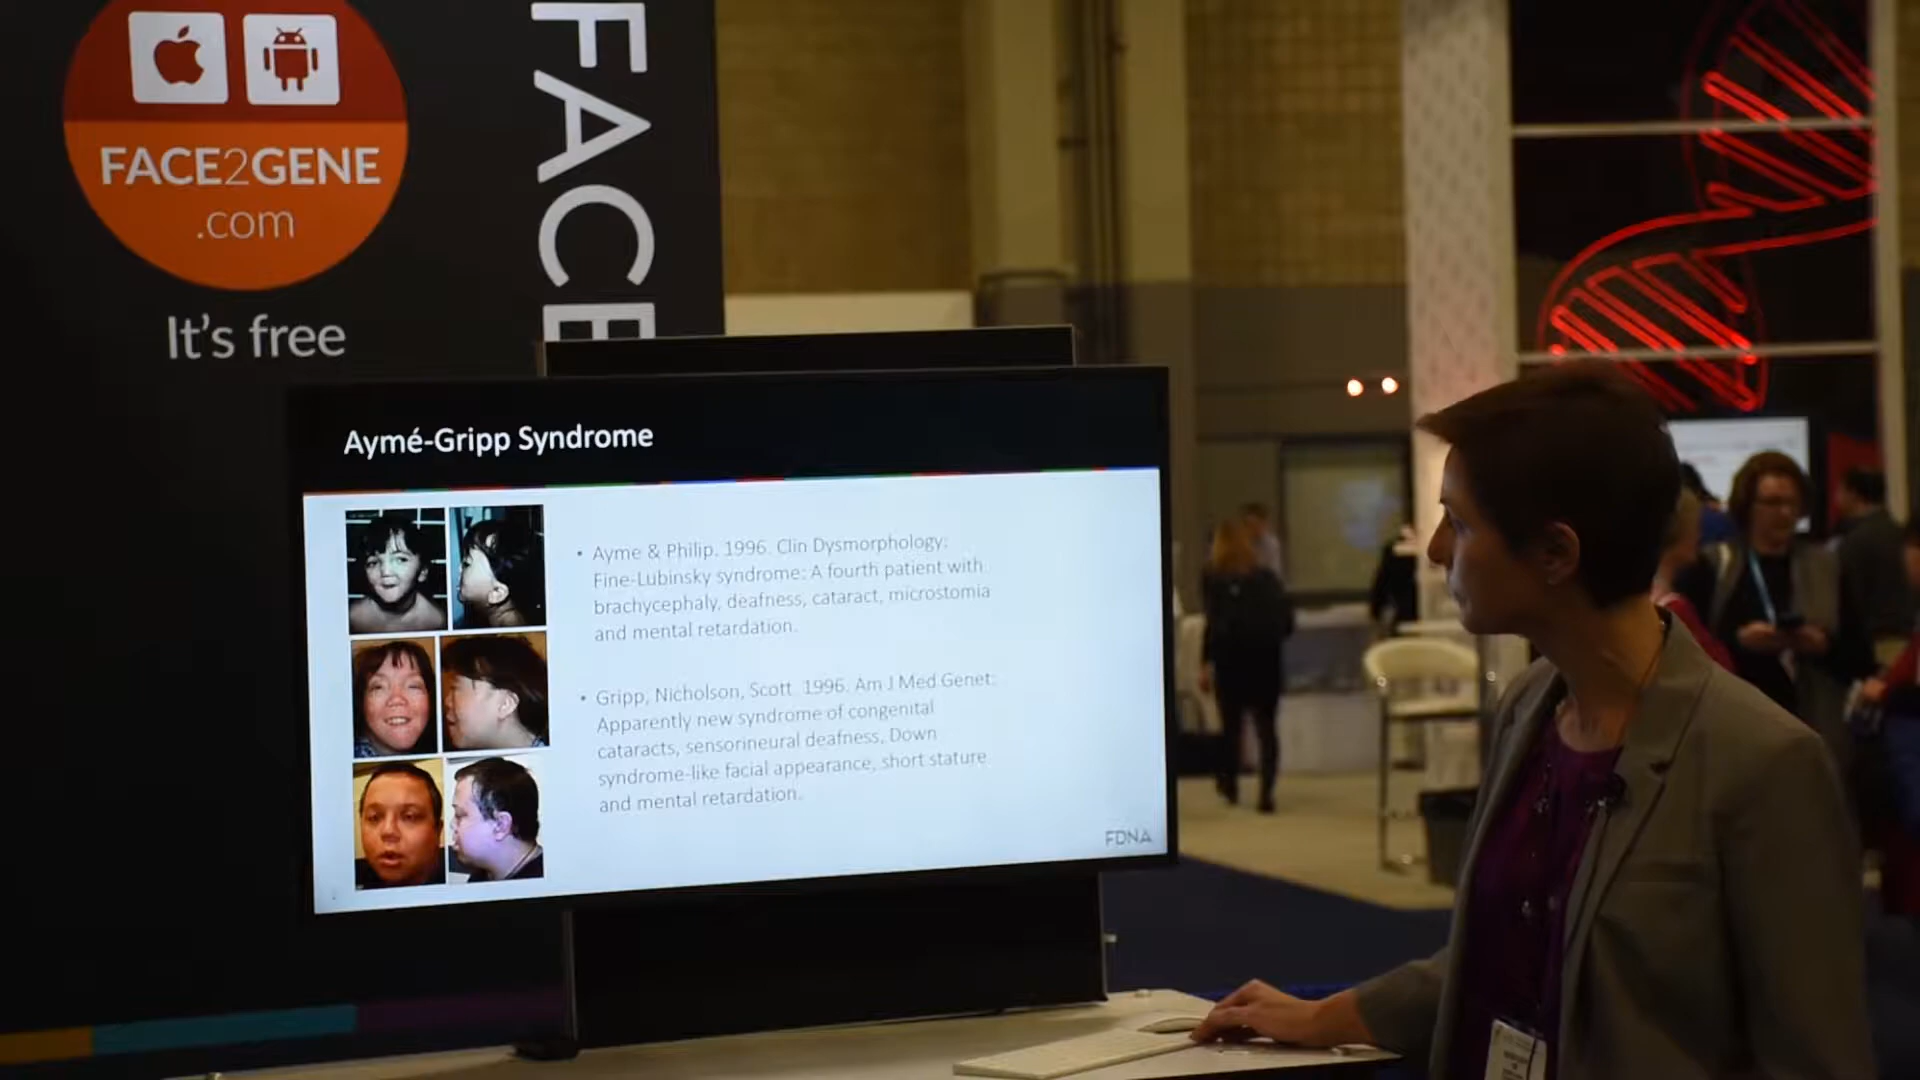 FACE2GENE
.com
It's free
FACE
Aymé-Gripp Syndrome
• Ayme & Philip. 1996. Clin Dysmorphology:
Fine-Lubinsky syndrome: A fourth patient with
brachycephaly, deafness, cataract, microstomia
and mental retardation.
• Gripp, Nicholson, Scott. 1996. Am J Med Genet:
Apparently new syndrome of congenital
cataracts, sensorineural deafness, Down
syndrome-like facial appearance, short stature
and mental retardation.
FDNA